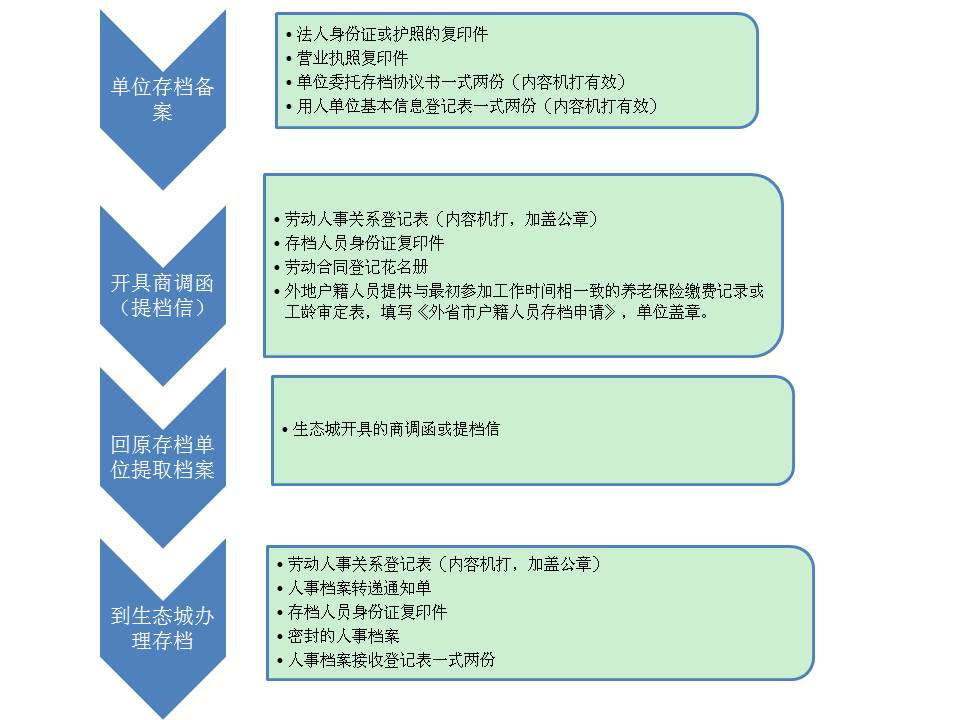 单位存档备
案
• 法人身份证或护照的复印件
• 营业执照复印件
• 单位委托存档协议书一式两份（内容机打有效）
• 用人单位基本信息登记表一式两份（内容机打有效）
开具商调函
（提档信）
• 劳动人事关系登记表（内容机打，加盖公章）
• 存档人员身份证复印件
• 劳动合同登记花名册
• 外地户籍人员提供与最初参加工作时间相一致的养老保险缴费记录或
工龄审定表，填写《外省市户籍人员存档申请》，单位盖章。
回原存档单
位提取档案
• 生态城开具的商调函或提档信
到生态城办
理存档
• 劳动人事关系登记表（内容机打，加盖公章）
• 人事档案转递通知单
• 存档人员身份证复印件
• 密封的人事档案
• 人事档案接收登记表一式两份